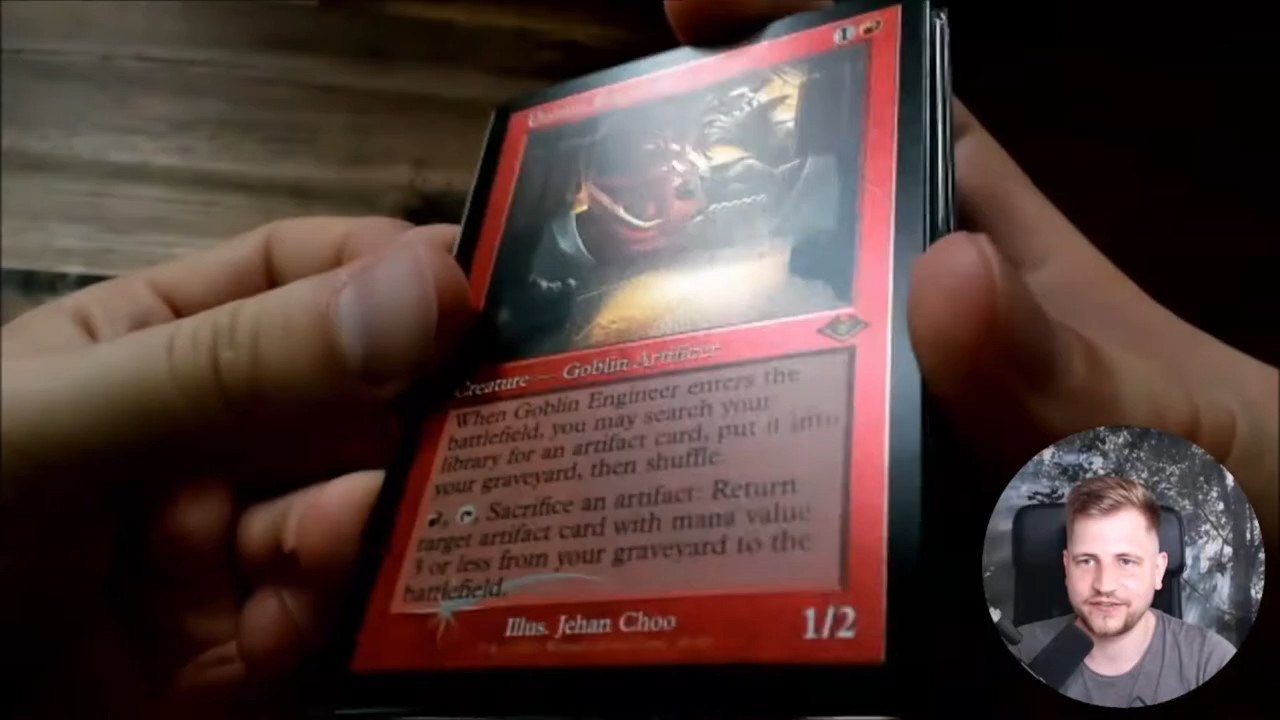 1
Creature — Goblin Artificer
When Goblin Engineer enters the
battlefield, you may search your
library for an artifact card, put it into
your graveyard, then shuffle.
, Sacrifice an artifact: Return
target artifact card with mana value
3 or less from your graveyard to the
battlefield.
Illus. Jehan Choo
1/2